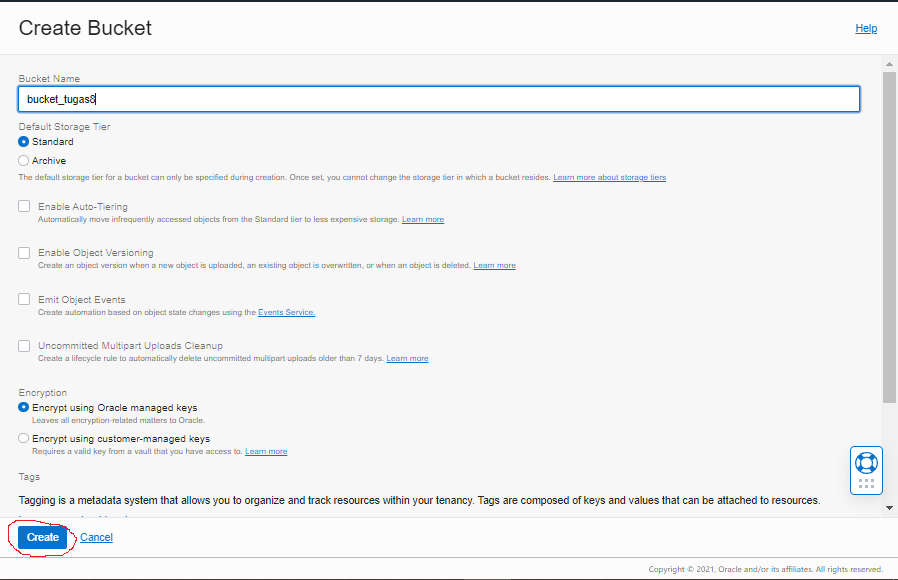 Create Bucket
Help
Bucket Name
bucket_tugas8
Default Storage Tier
Standard
Archive
The default storage tier for a bucket can only be specified during creation. Once set, you cannot change the storage tier in which a bucket resides. Learn more about storage tiers
Enable Auto-Tiering
Automatically move infrequently accessed objects from the Standard tier to less expensive storage. Learn more
Enable Object Versioning
Create an object version when a new object is uploaded, an existing object is overwritten, or when an object is deleted. Learn more
Emit Object Events
Create automation based on object state changes using the Events Service.
Uncommitted Multipart Uploads Cleanup
Create a lifecycle rule to automatically delete uncommitted multipart uploads older than 7 days. Learn more
Encryption
Encrypt using Oracle managed keys
Leaves all encryption-related matters to Oracle.
Encrypt using customer-managed keys
Requires a valid key from a vault that you have access to. Learn more
Tags
Tagging is a metadata system that allows you to organize and track resources within your tenancy. Tags are composed of keys and values that can be attached to resources.
Create Cancel
Copyright © 2021, Oracle and/or its affiliates. All rights reserved.